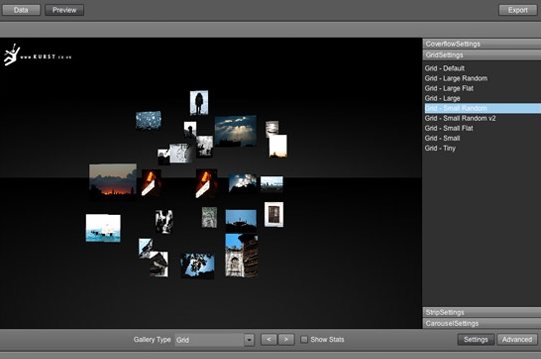 Data Preview Export
www.KURST.co.uk
CoverflowSettings
GridSettings
Grid - Default
Grid - Large Random
Grid - Large Flat
Grid - Large
Grid - Small Random
Grid - Small Random v2
Grid - Small Flat
Grid - Small
Grid - Tiny
StripSettings
CarouselSettings
Gallery Type Grid < > Show Stats Settings Advanced